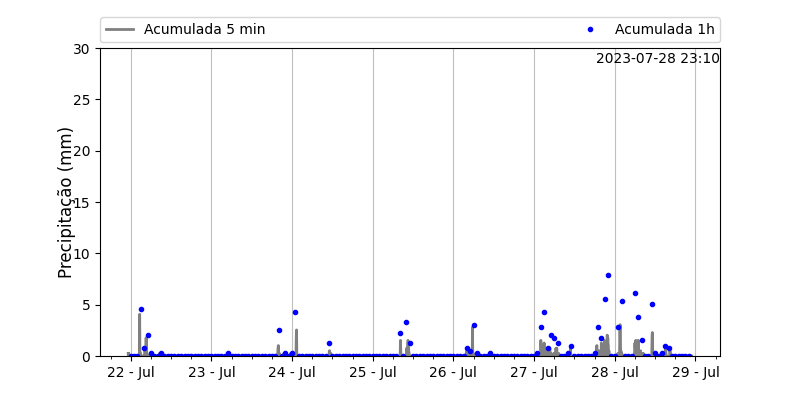 Acumulada 5 min
Acumulada 1h
2023-07-28 23:10
Precipitação (mm)
30
25
20
15
10
5
0
22 - Jul
23 - Jul
24 - Jul
25 - Jul
26 - Jul
27 - Jul
28 - Jul
29 - Jul